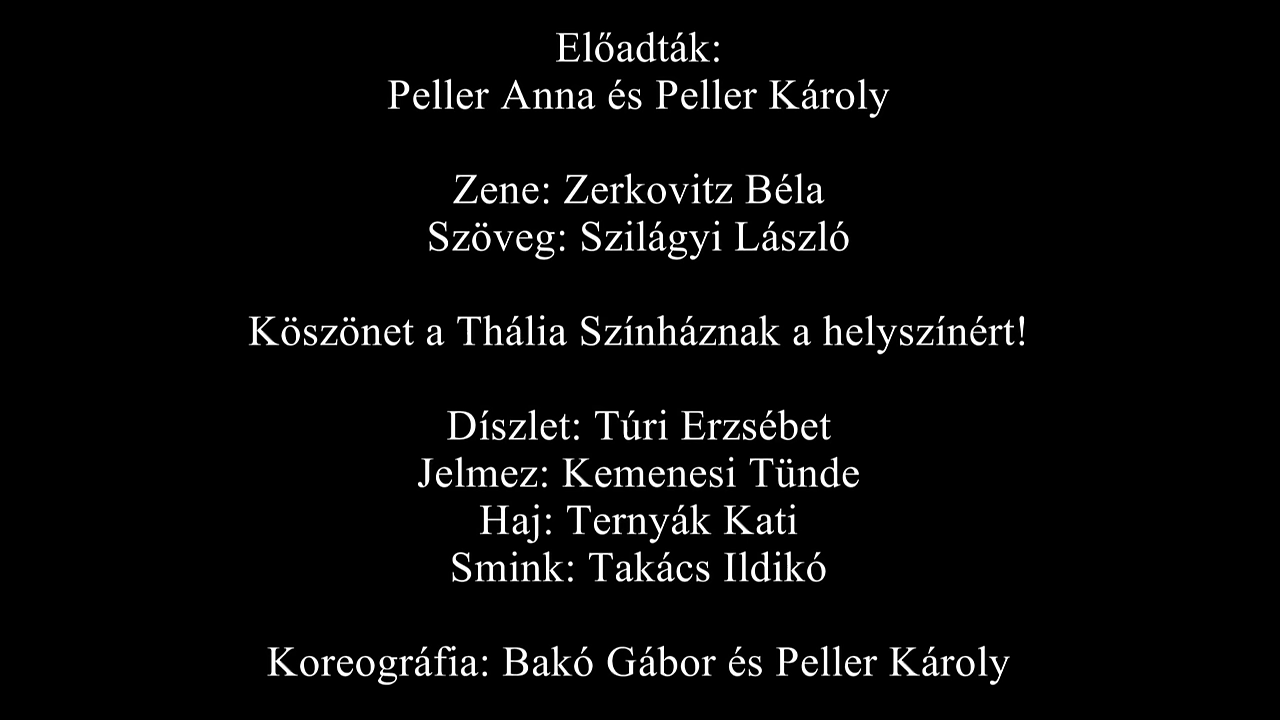 Előadták:
Peller Anna és Peller Károly
Zene: Zerkovitz Béla
Szöveg: Szilágyi László
Köszönet a Thália Színháznak a helyszínért!
Díszlet: Túri Erzsébet
Jelmez: Kemenesi Tünde
Haj: Ternyák Kati
Smink: Takács Ildikó
Koreográfia: Bakó Gábor és Peller Károly